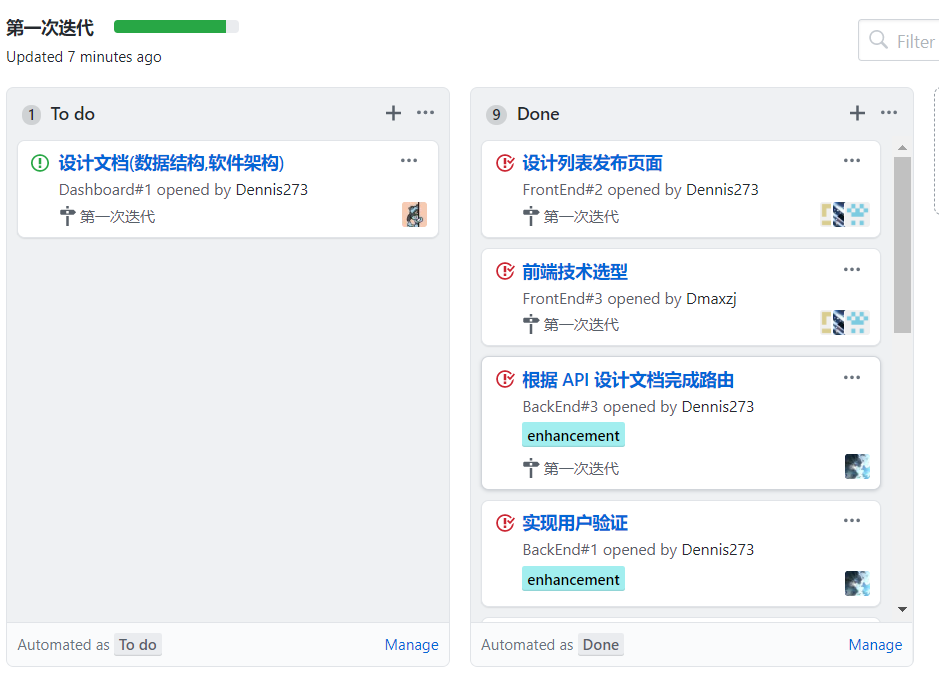 第一次迭代
Updated 7 minutes ago
Filter
1 To do
设计文档(数据结构,软件架构)
Dashboard#1 opened by Dennis273
第一次迭代
Automated as To do
Manage
9 Done
设计列表发布页面
FrontEnd#2 opened by Dennis273
第一次迭代
前端技术选型
FrontEnd#3 opened by Dmaxzj
第一次迭代
根据 API 设计文档完成路由
BackEnd#3 opened by Dennis273
enhancement
第一次迭代
实现用户验证
BackEnd#1 opened by Dennis273
enhancement
Automated as Done
Manage